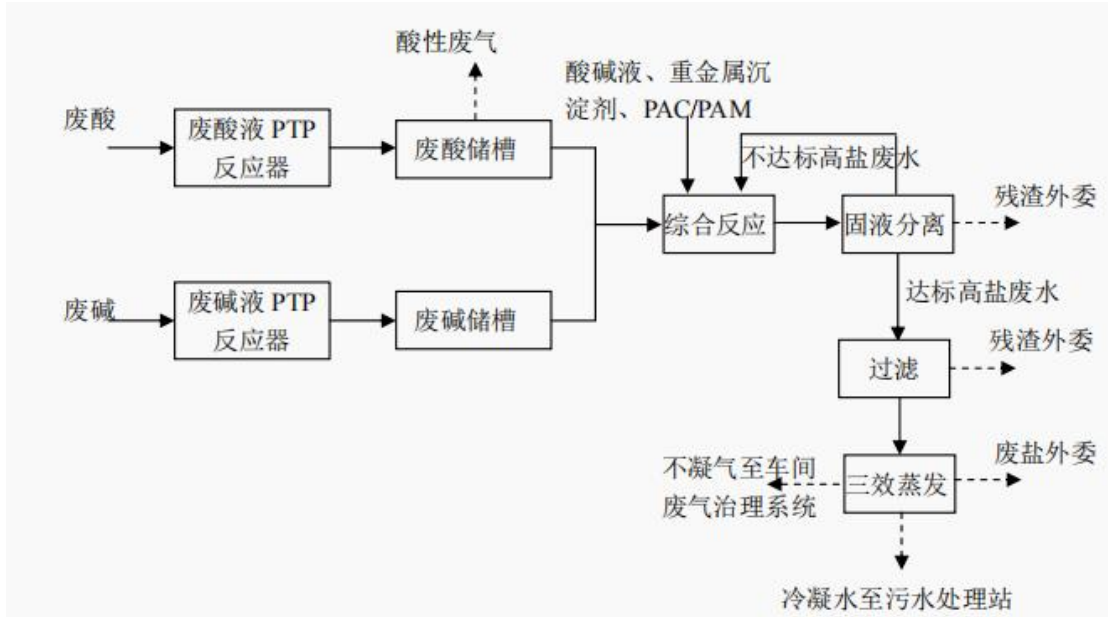 酸性废气
酸碱液、重金属沉
淀剂、PAC/PAM
废酸
废酸液 PTP
反应器
废酸储槽
不达标高盐废水
综合反应
固液分离
残渣外委
废碱
废碱液 PTP
反应器
废碱储槽
达标高盐废水
过滤
残渣外委
不凝气至车间
废气治理系统
三效蒸发
废盐外委
冷凝水至污水处理站